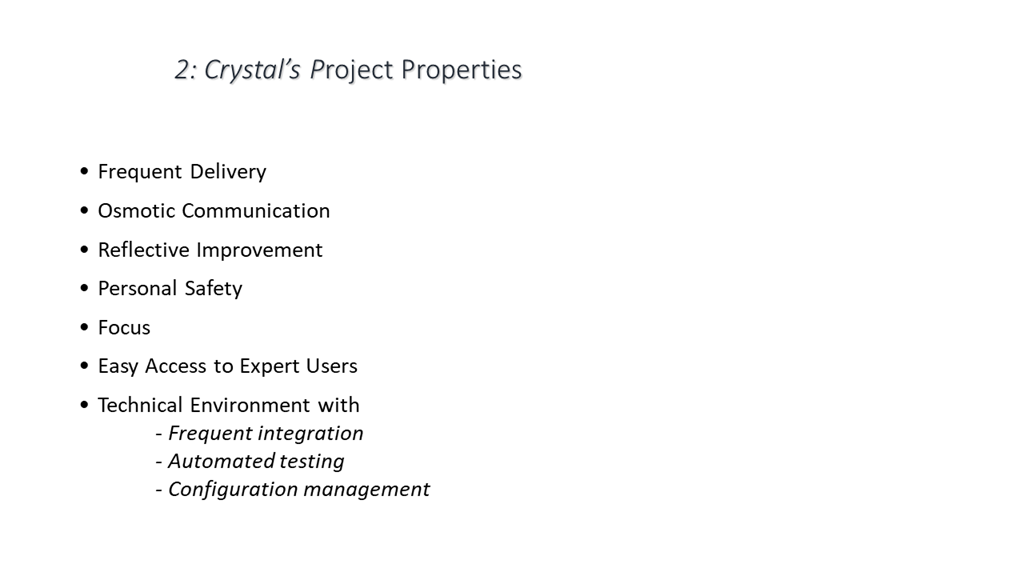 2: Crystal’s Project Properties
• Frequent Delivery
• Osmotic Communication
• Reflective Improvement
• Personal Safety
• Focus
• Easy Access to Expert Users
• Technical Environment with
- Frequent integration
- Automated testing
- Configuration management